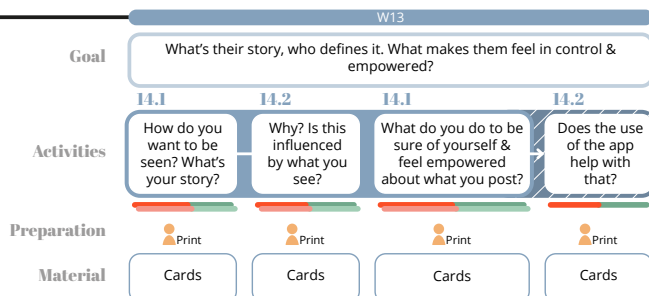 W13
Goal
What's their story, who defines it. What makes them feel in control &
empowered?
14.1
14.2
14.1
14.2
Activities
How do you
want to be
seen? What's
your story?
Why? Is this
influenced
by what you
see?
What do you do to be
sure of yourself &
feel empowered
about what you post?
Does the use
of the app
help with
that?
Preparation
Print
Print
Print
Print
Material
Cards
Cards
Cards
Cards